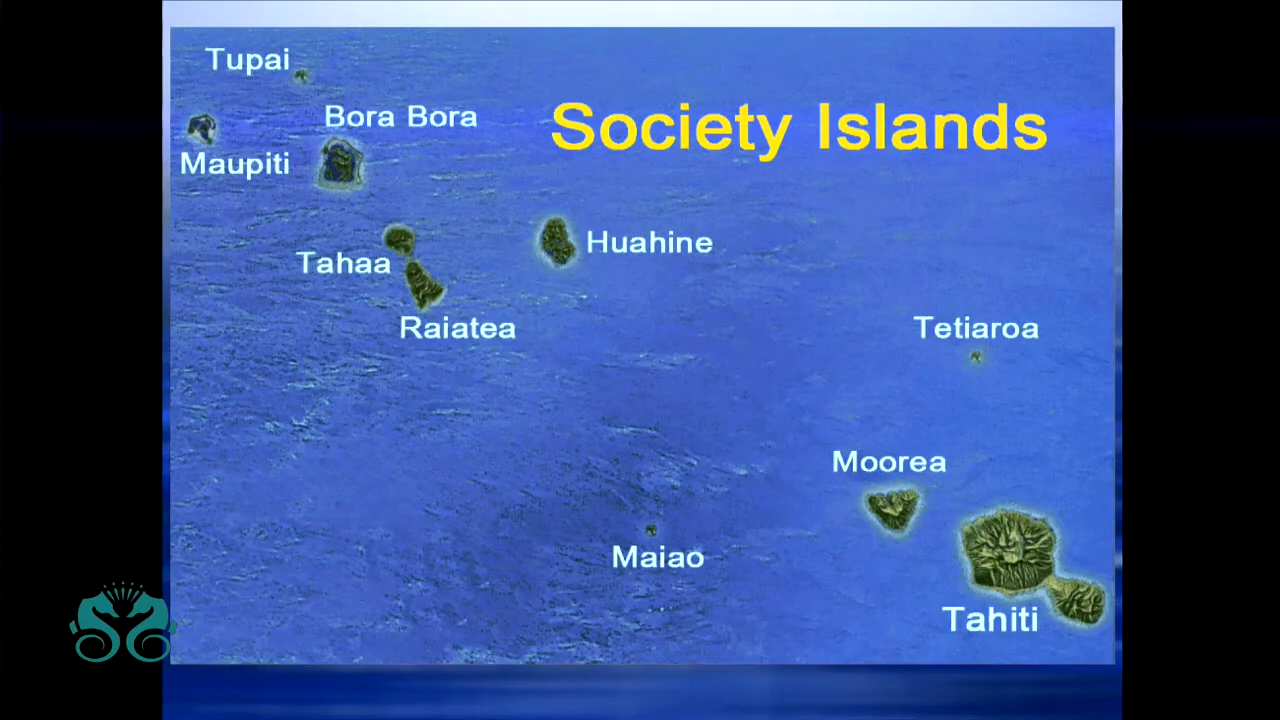 Tupai
Bora Bora
Society Islands
Maupiti
Huahine
Tahaa
Raiatea
Tetiaroa
Moorea
Maiao
Tahiti